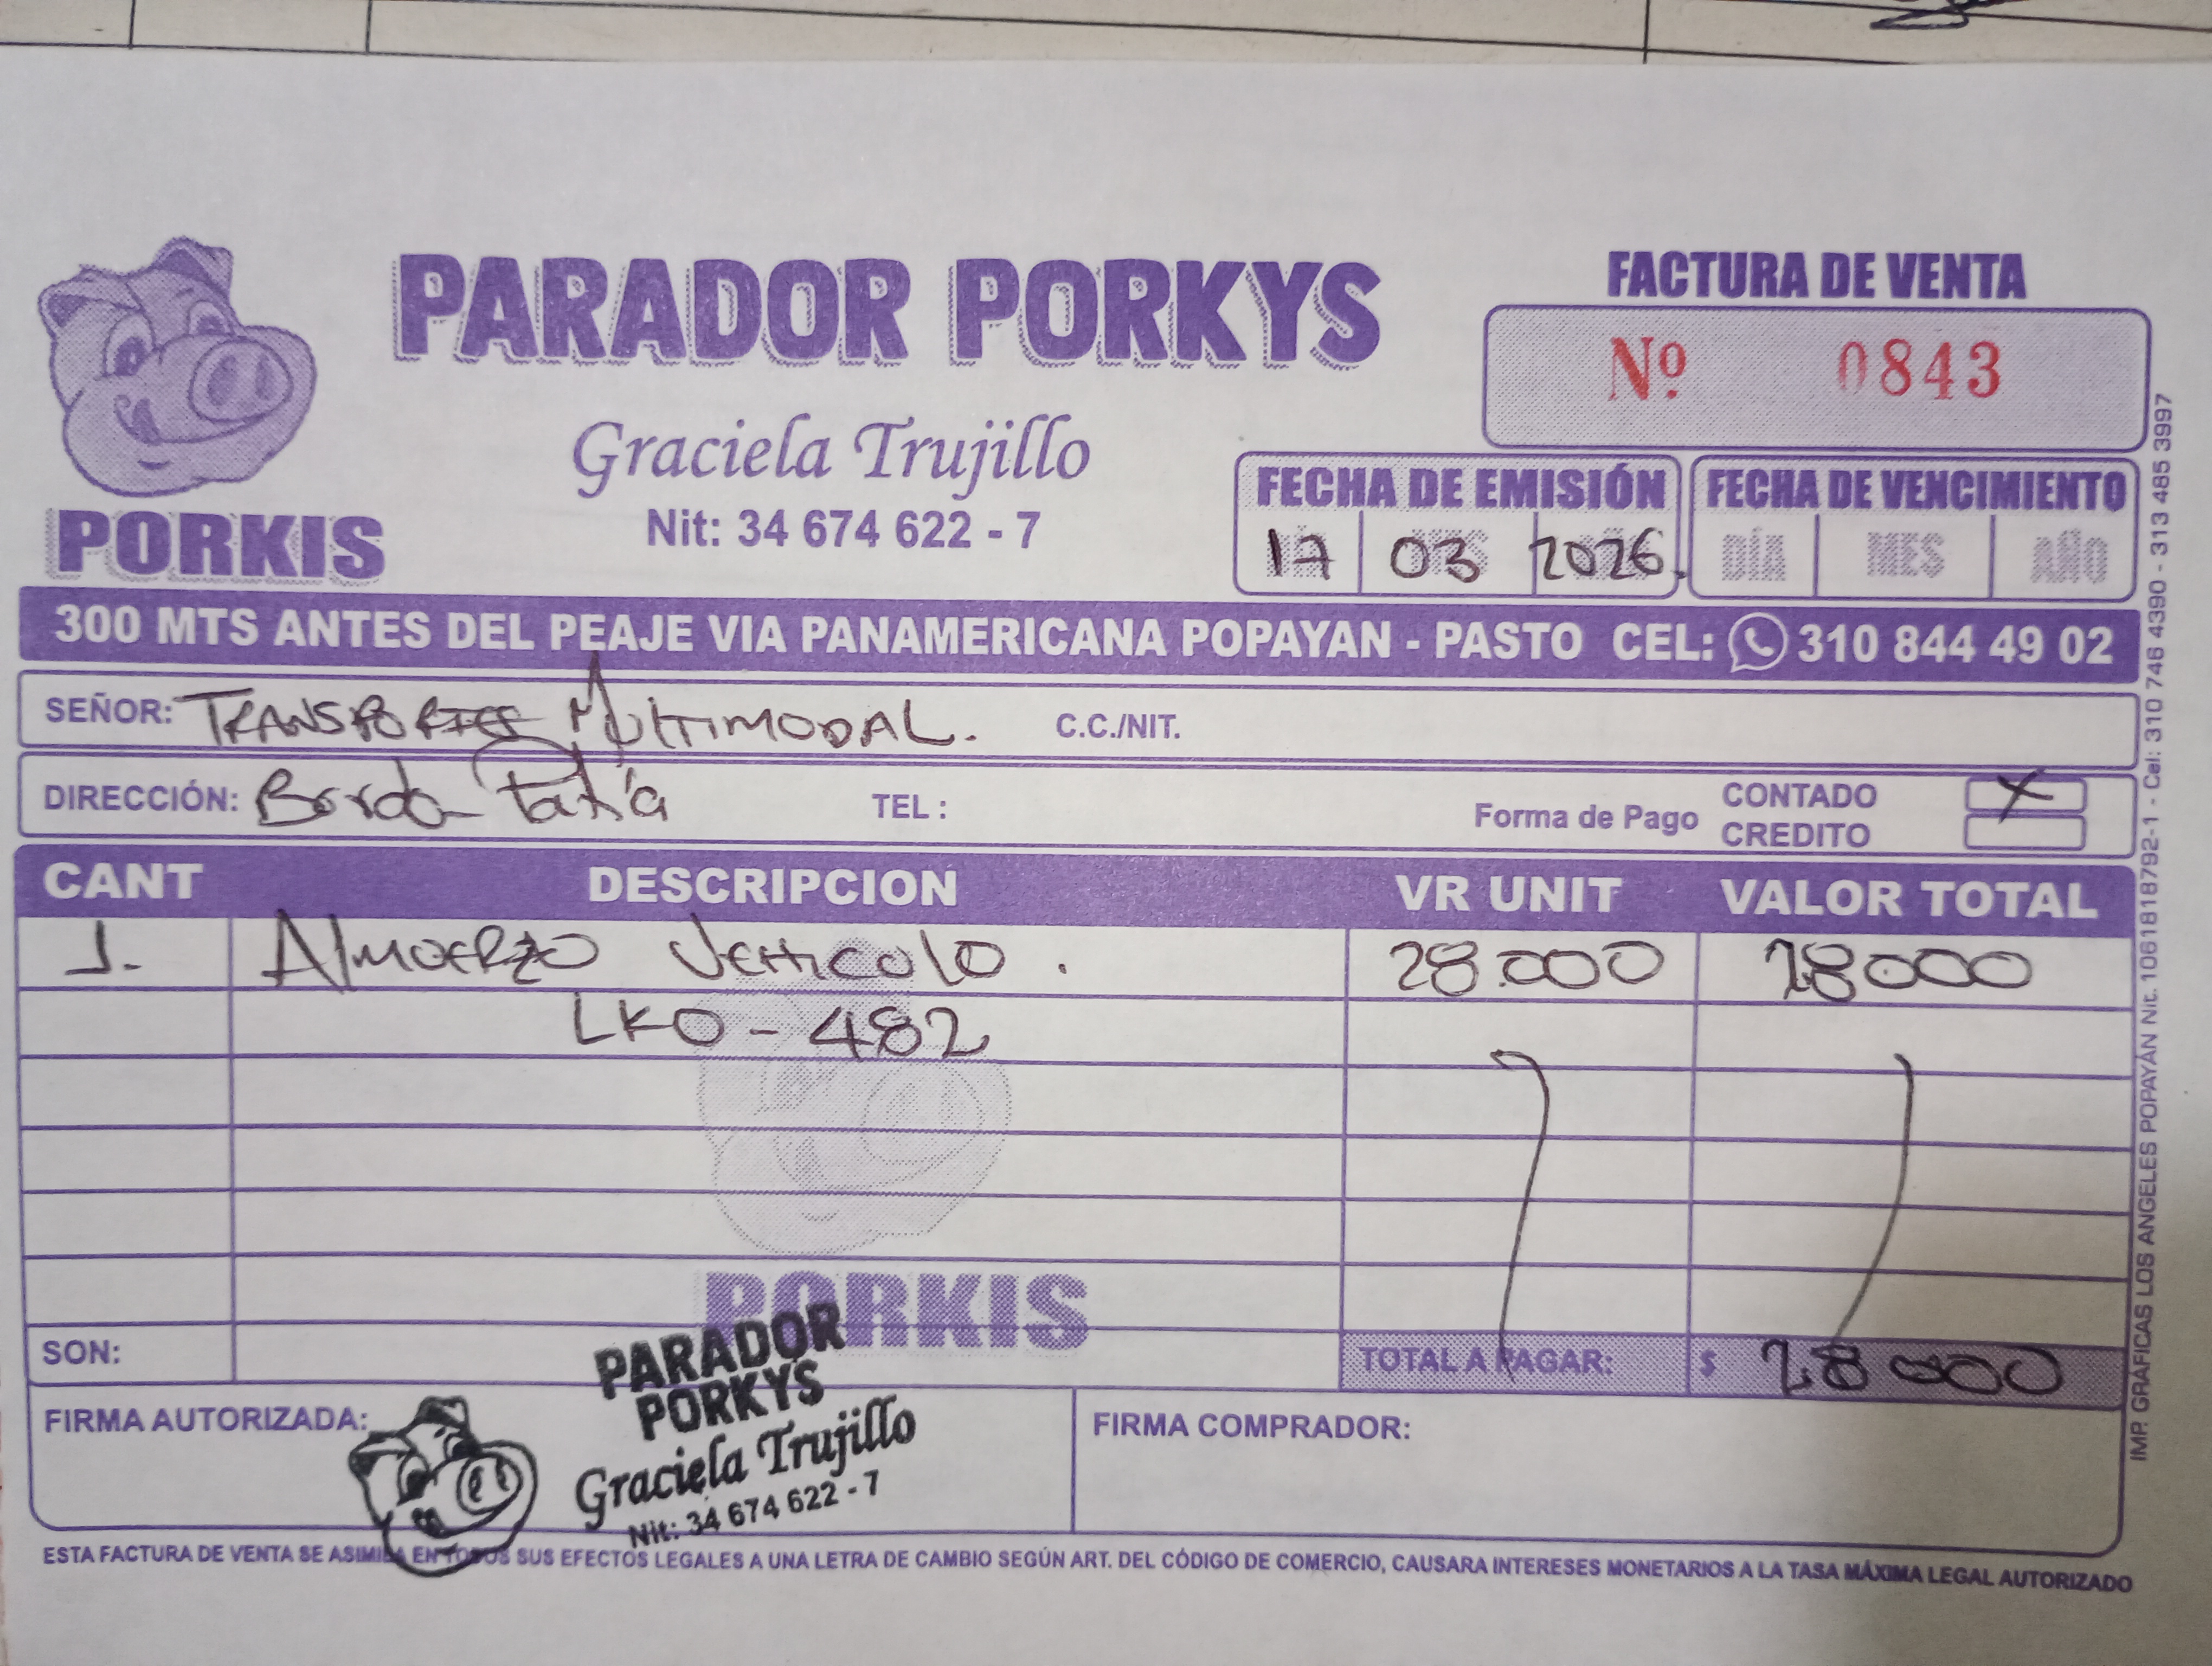 PARADOR PORKYS
FACTURA DE VENTA
Nº 0843
Graciela Trujillo
Nit: 34 674 622 - 7
PORKIS
FECHA DE EMISIÓN
17 03 2026.
FECHA DE VENCIMIENTO
DÍA MES AÑO
300 MTS ANTES DEL PEAJE VIA PANAMERICANA POPAYAN - PASTO CEL: 310 844 49 02
SEÑOR: TRANSPORTES MULTIMODAL. C.C./NIT.
DIRECCIÓN: Bordo Patía TEL : Forma de Pago CONTADO X
CREDITO
CANT DESCRIPCION VR UNIT VALOR TOTAL
1. Almuerzo Vehiculo . 28.000 28000
LKO - 482
PORKIS
SON: TOTAL A PAGAR: $ 28000
FIRMA AUTORIZADA: FIRMA COMPRADOR:
PARADOR
PORKYS
Graciela Trujillo
Nit: 34 674 622 - 7
ESTA FACTURA DE VENTA SE ASIMILA EN TODOS SUS EFECTOS LEGALES A UNA LETRA DE CAMBIO SEGÚN ART. DEL CÓDIGO DE COMERCIO, CAUSARA INTERESES MONETARIOS A LA TASA MÁXIMA LEGAL AUTORIZADO
IMP. GRAFICAS LOS ANGELES POPAYÁN Nit. 1061818792-1 - Cel: 310 746 4390 - 313 485 3997